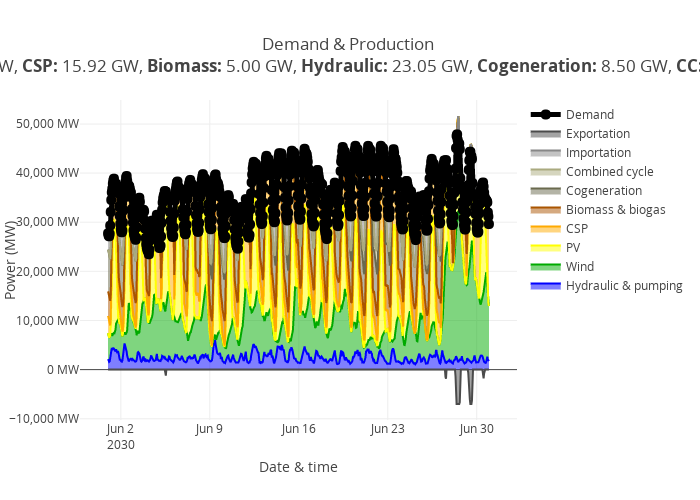 Demand & Production
W, CSP: 15.92 GW, Biomass: 5.00 GW, Hydraulic: 23.05 GW, Cogeneration: 8.50 GW, CC:
50,000 MW
40,000 MW
30,000 MW
20,000 MW
10,000 MW
0 MW
−10,000 MW
Power (MW)
Jun 2
2030
Jun 9
Jun 16
Jun 23
Jun 30
Date & time
Demand
Exportation
Importation
Combined cycle
Cogeneration
Biomass & biogas
CSP
PV
Wind
Hydraulic & pumping